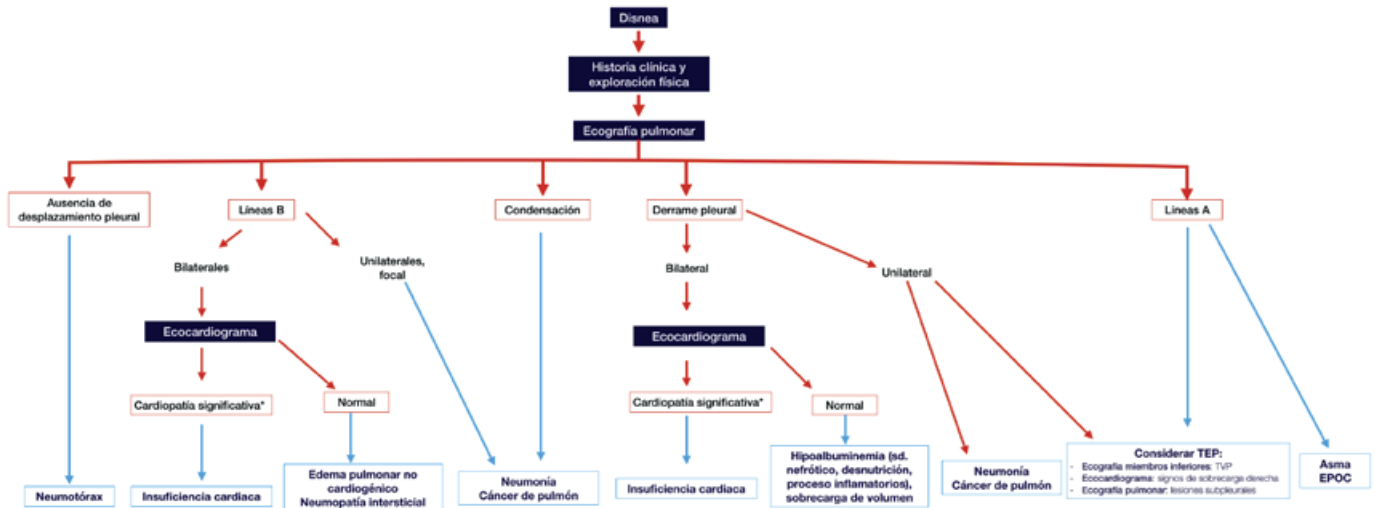 Disnea
Historia clínica y
exploración física
Ecografía pulmonar
Ausencia de
desplazamiento pleural
Líneas B
Condensación
Derrame pleural
Líneas A
Bilaterales
Unilaterales,
focal
Bilateral
Unilateral
Ecocardiograma
Ecocardiograma
Cardiopatía significativa*
Normal
Cardiopatía significativa*
Normal
Neumotórax
Insuficiencia cardiaca
Edema pulmonar no
cardiogénico
Neumopatía intersticial
Neumonía
Cáncer de pulmón
Insuficiencia cardiaca
Hipoalbuminemia (sd.
nefrótico, desnutrición,
proceso inflamatorios),
sobrecarga de volumen
Neumonía
Cáncer de pulmón
Considerar TEP:
- Ecografía miembros inferiores: TVP
- Ecocardiograma: signos de sobrecarga derecha
- Ecografía pulmonar: lesiones subpleurales
Asma
EPOC